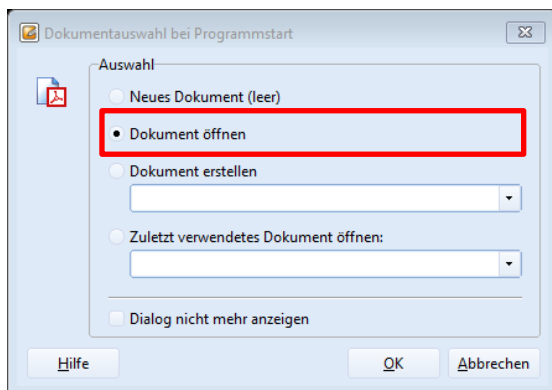 Dokumentauswahl bei Programmstart
Auswahl
Neues Dokument (leer)
Dokument öffnen
Dokument erstellen
Zuletzt verwendetes Dokument öffnen:
Dialog nicht mehr anzeigen
Hilfe OK Abbrechen